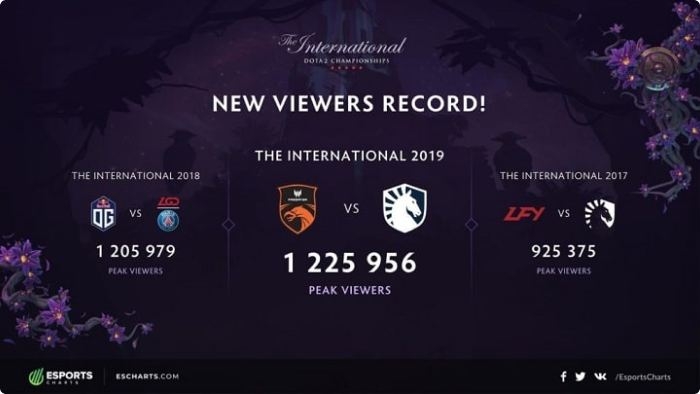 The International
DOTA 2 CHAMPIONSHIPS
NEW VIEWERS RECORD!
THE INTERNATIONAL 2018
OG
VS
LGD
1 205 979
PEAK VIEWERS
THE INTERNATIONAL 2019
PREDATOR
VS
1 225 956
PEAK VIEWERS
THE INTERNATIONAL 2017
LFY
VS
925 375
PEAK VIEWERS
ESPORTS
CHARTS
ESCHARTS.COM
/EsportsCharts